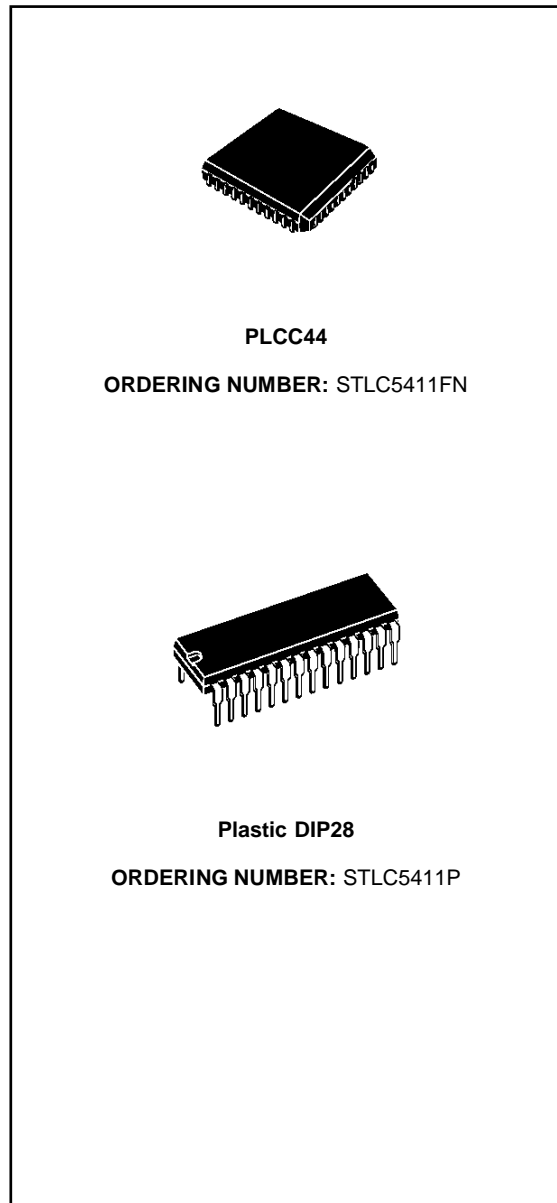 PLCC44
ORDERING NUMBER: STLC5411FN
Plastic DIP28
ORDERING NUMBER: STLC5411P